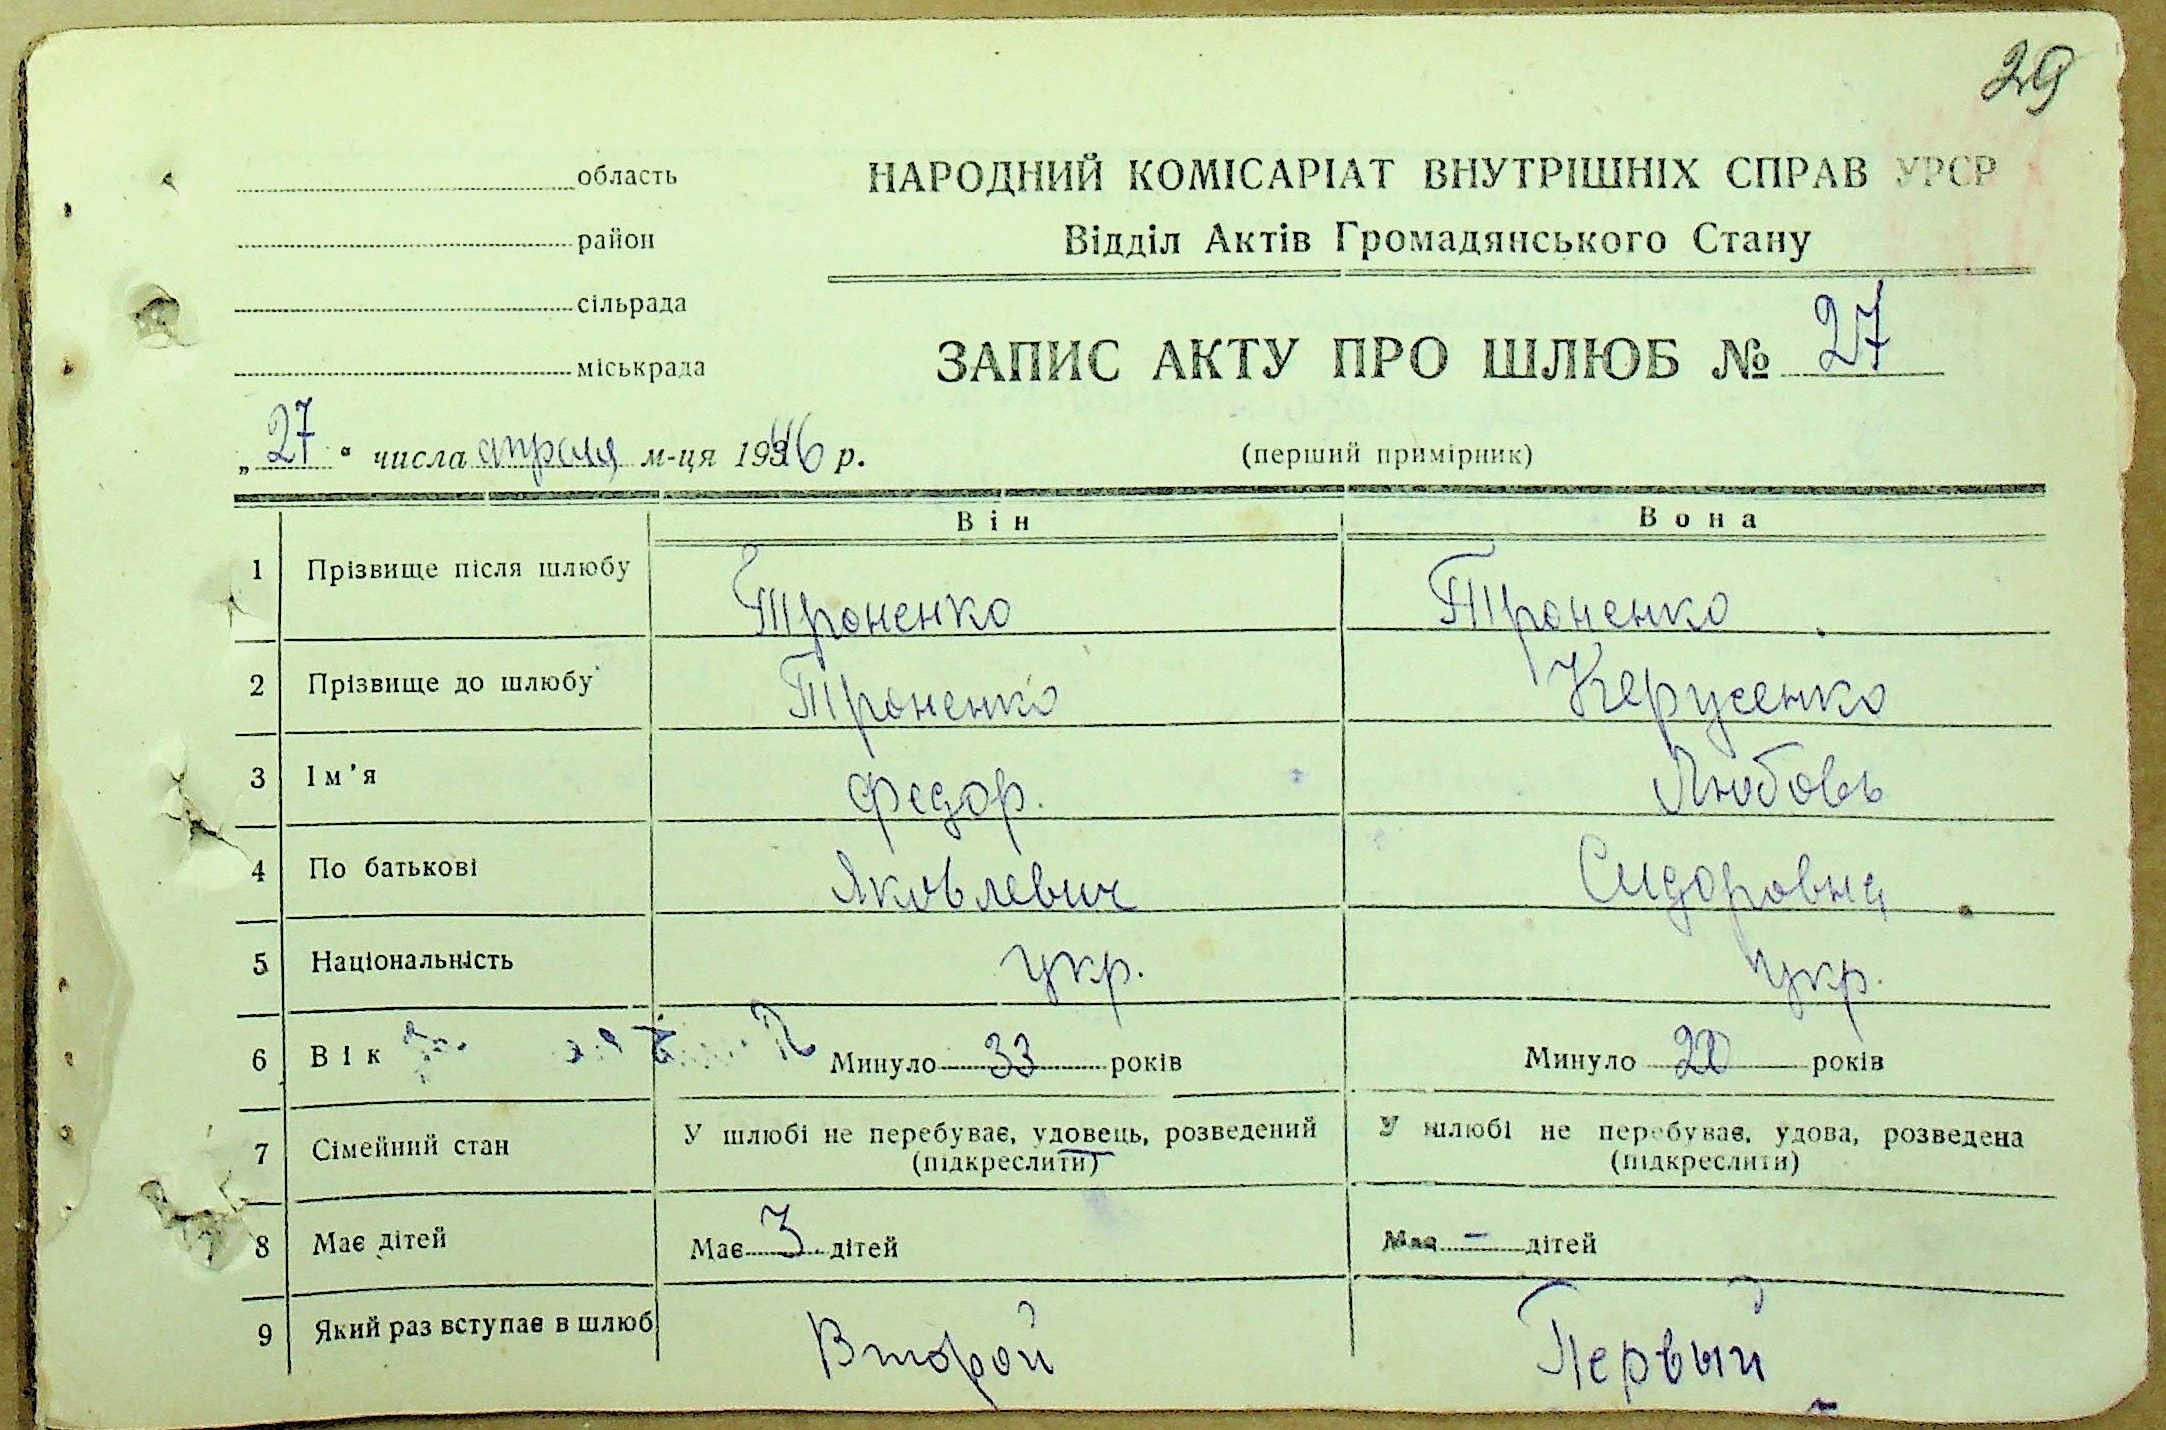 29
область
район
сільрада
міськрада
НАРОДНИЙ КОМІСАРІАТ ВНУТРІШНІХ СПРАВ УРСР
Відділ Актів Громадянського Стану
ЗАПИС АКТУ ПРО ШЛЮБ № 27
„27“ числа апреля м-ця 1946 р.
(перший примірник)
Він Вона
1 Прізвище після шлюбу Троненко Троненко
2 Прізвище до шлюбу Троненко Керусенко
3 Ім'я Федор. Любовь
4 По батькові Яковлевич Сидоровна
5 Національність укр. укр.
6 Вік Минуло 33 років Минуло років
7 Сімейний стан У шлюбі не перебуває, удовець, розведений У шлюбі не перебуває, удова, розведена
(підкреслити) (підкреслити)
8 Має дітей Має 3 дітей Має – дітей
9 Який раз вступає в шлюб Второй Первый